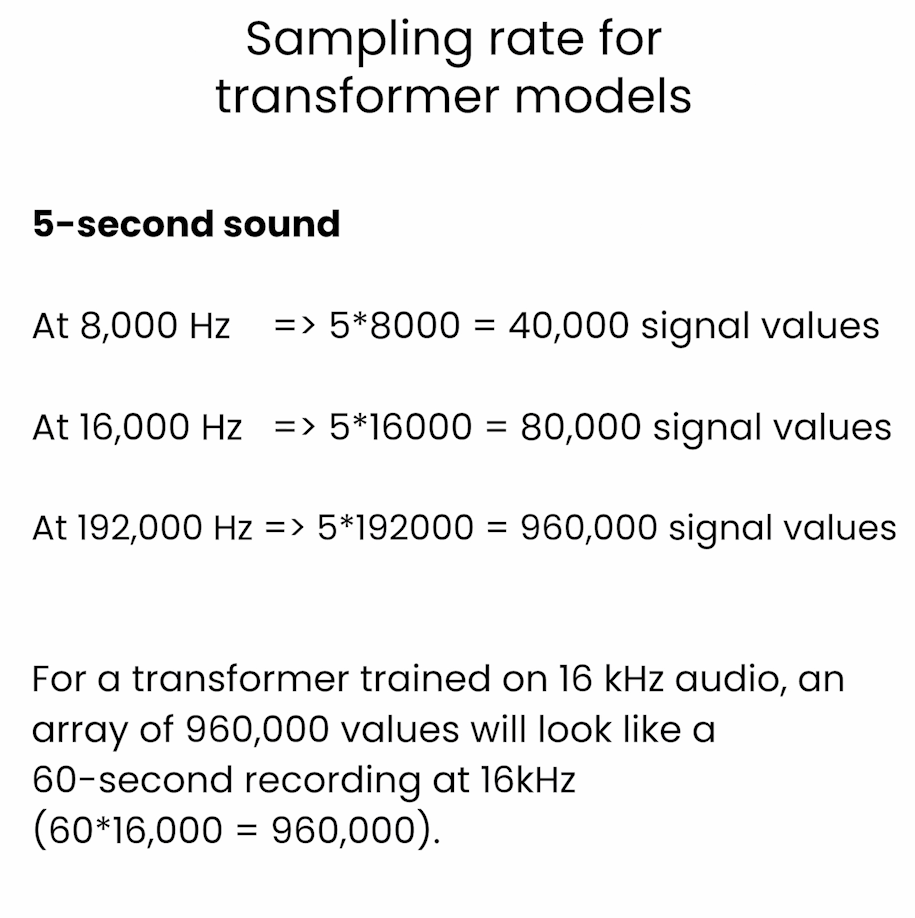 Sampling rate for
transformer models
5-second sound
At 8,000 Hz => 5*8000 = 40,000 signal values
At 16,000 Hz => 5*16000 = 80,000 signal values
At 192,000 Hz => 5*192000 = 960,000 signal values
For a transformer trained on 16 kHz audio, an
array of 960,000 values will look like a
60-second recording at 16kHz
(60*16,000 = 960,000).